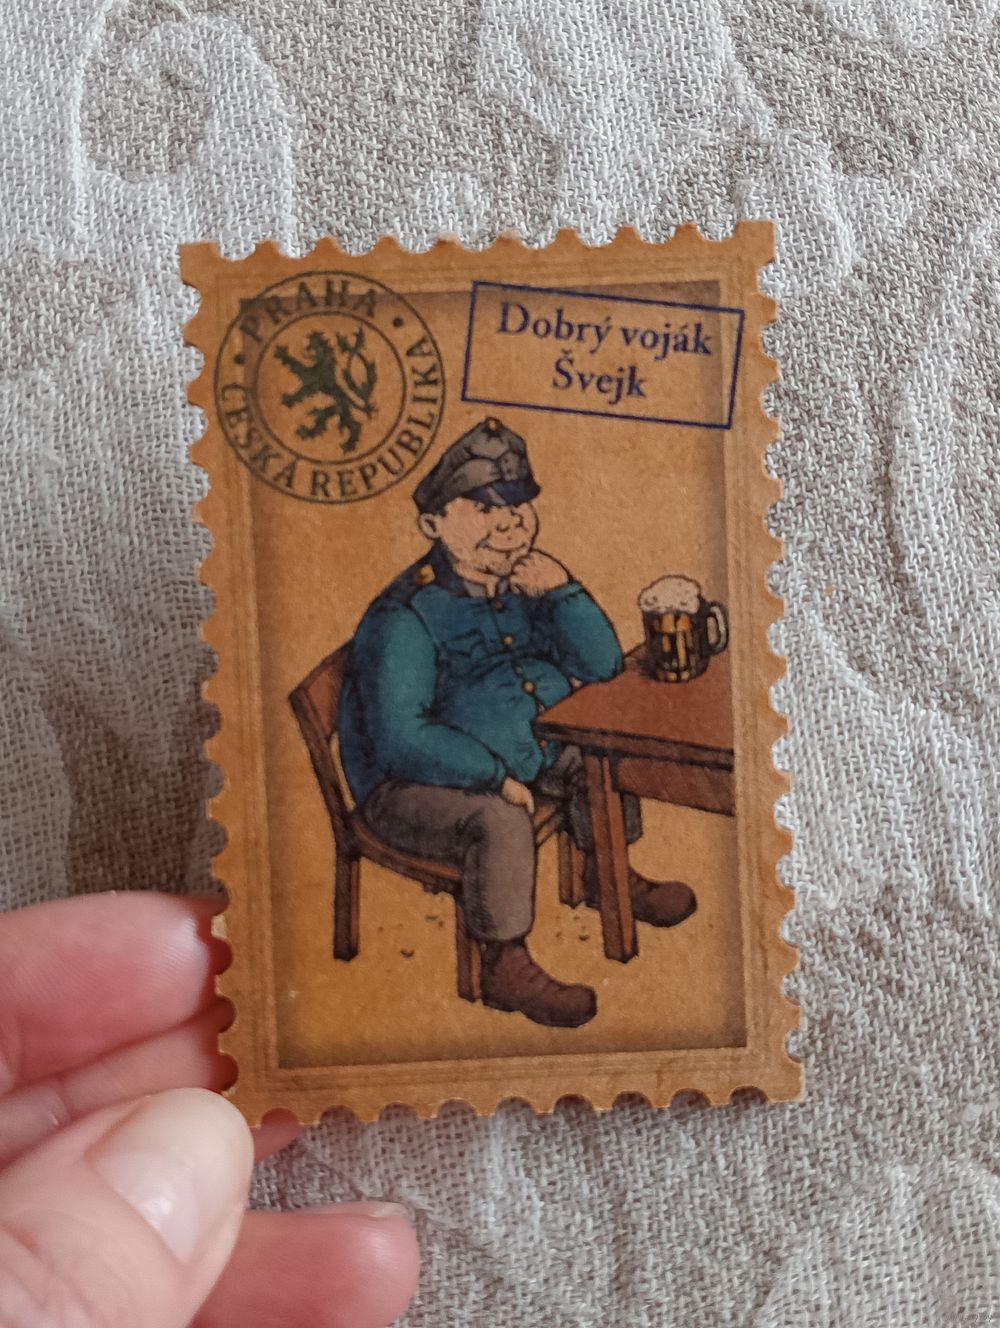 PRAHA
ČESKÁ REPUBLIKA
Dobrý voják
Švejk